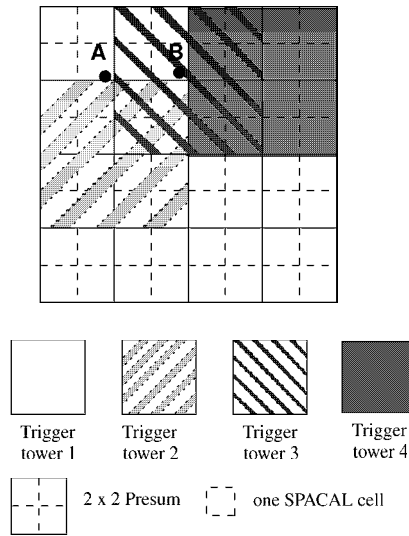 A
B
Trigger tower 1
Trigger tower 2
Trigger tower 3
Trigger tower 4
2 x 2 Presum
one SPACAL cell